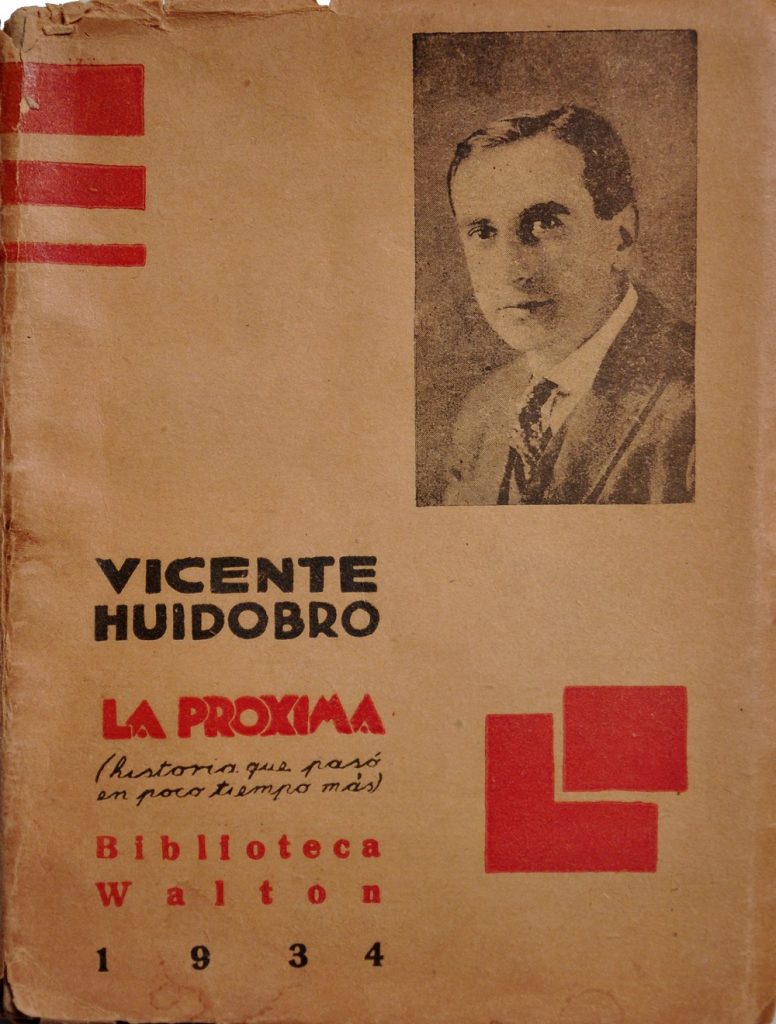 VICENTE
HUIDOBRO
LA PROXIMA
(historia que pasó
en poco tiempo más)
Biblioteca
Walton
1934